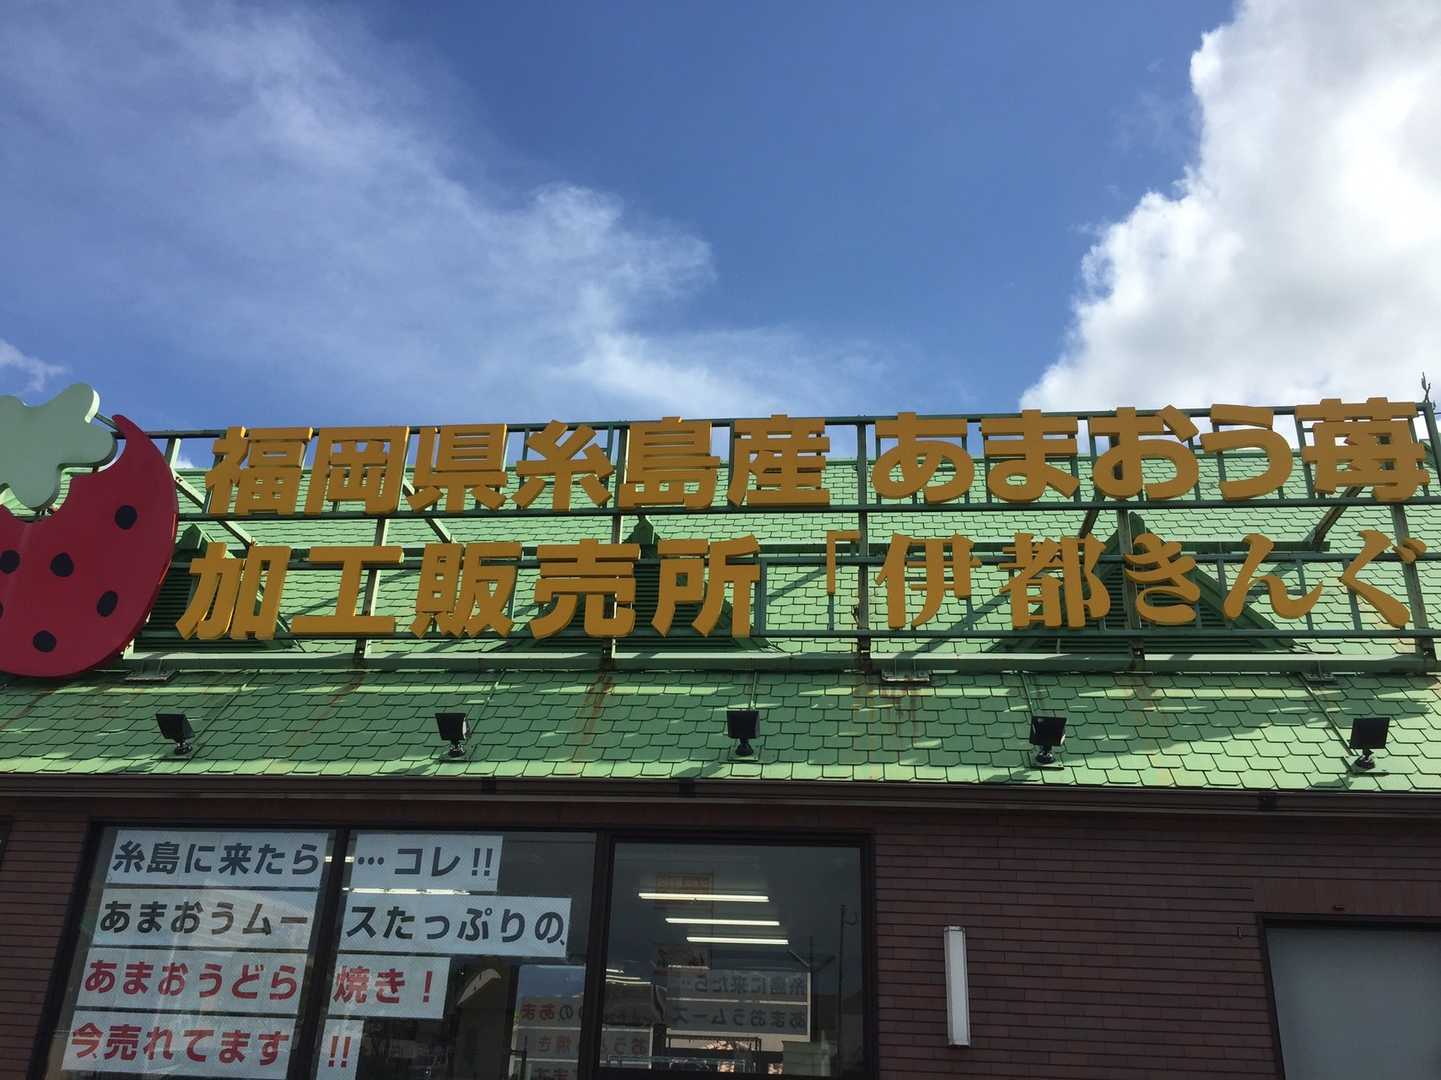 福岡県糸島産 あまおう苺
加工販売所 「伊都きんぐ
糸島に来たら…コレ!!
あまおうムースたっぷりの、
あまおうどら焼き!
今、売れてます!!